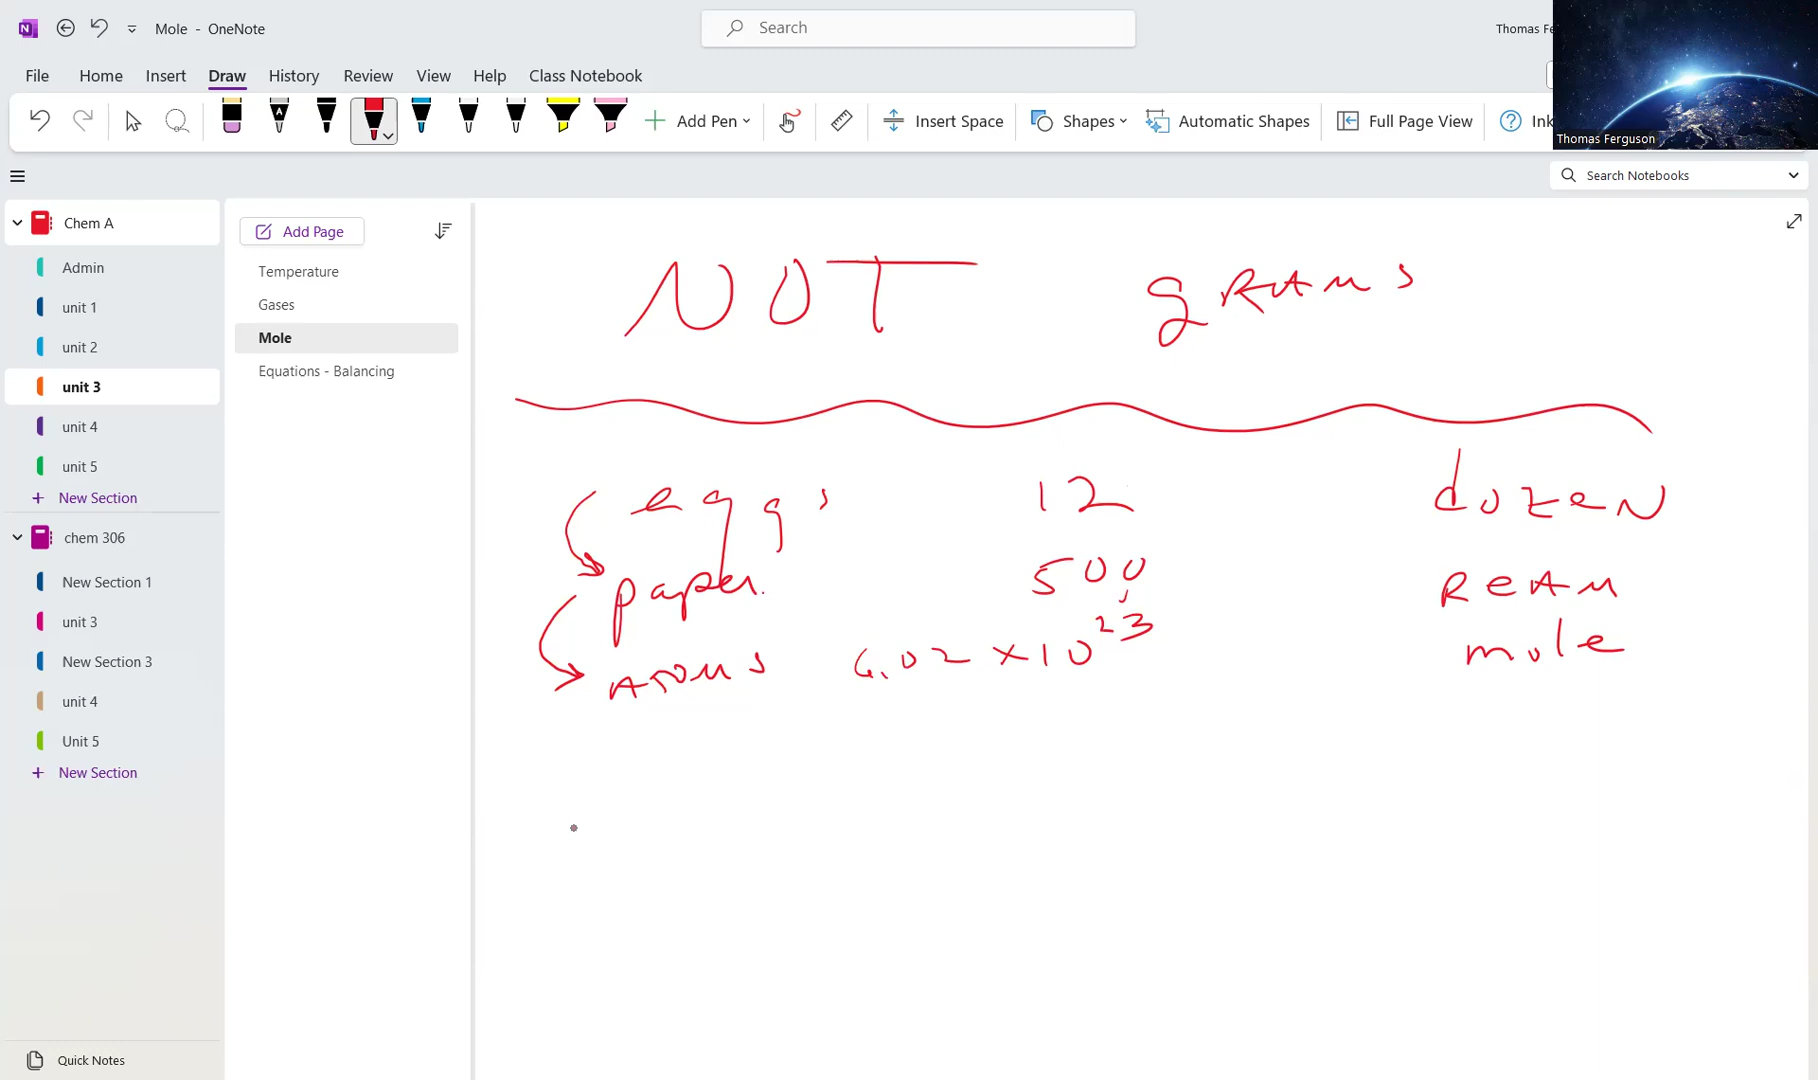 Mole - OneNote
Search
Thomas Fe
File Home Insert Draw History Review View Help Class Notebook
Add Pen Insert Space Shapes Automatic Shapes Full Page View Ink
Thomas Ferguson
Search Notebooks
Chem A
Admin
unit 1
unit 2
unit 3
unit 4
unit 5
New Section
chem 306
New Section 1
unit 3
New Section 3
unit 4
Unit 5
New Section
Quick Notes
Add Page
Temperature
Gases
Mole
Equations - Balancing
NOT gRAMs
eggs 12 dozeN
paper. 500 ReAM
AtoMs 6.02 × 10²³ mole